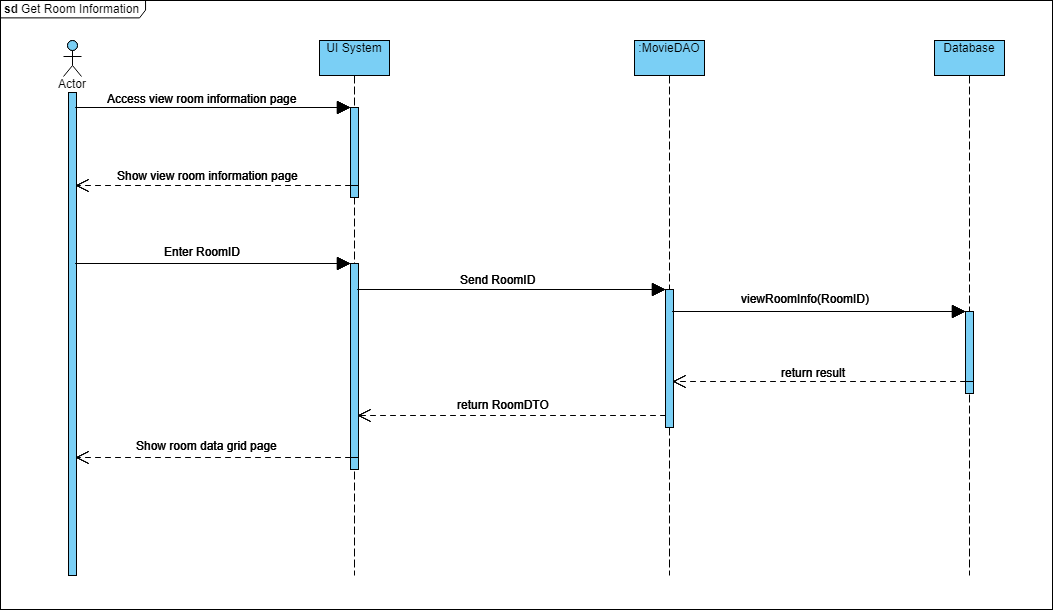 sd Get Room Information
UI System
:MovieDAO
Database
Actor
Access view room information page
Show view room information page
Enter RoomID
Send RoomID
viewRoomInfo(RoomID)
return result
return RoomDTO
Show room data grid page